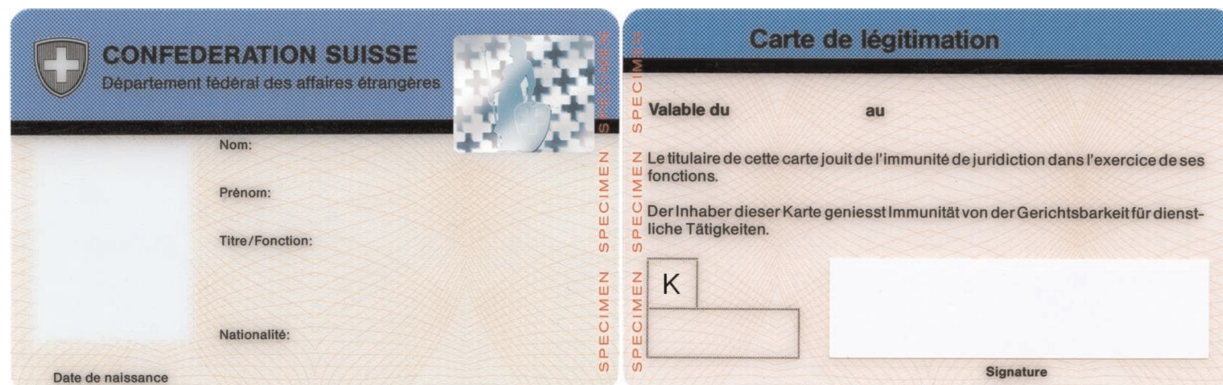 CONFEDERATION SUISSE
Département fédéral des affaires étrangères
Nom:
Prénom:
Titre/Fonction:
Nationalité:
Date de naissance
SPECIMEN SPECIMEN SPECIMEN
SPECIMEN SPECIMEN SPECIMEN
Carte de légitimation
Valable du au
Le titulaire de cette carte jouit de l'immunité de juridiction dans l'exercice de ses
fonctions.
Der Inhaber dieser Karte geniesst Immunität von der Gerichtsbarkeit für dienst-
liche Tätigkeiten.
K
Signature